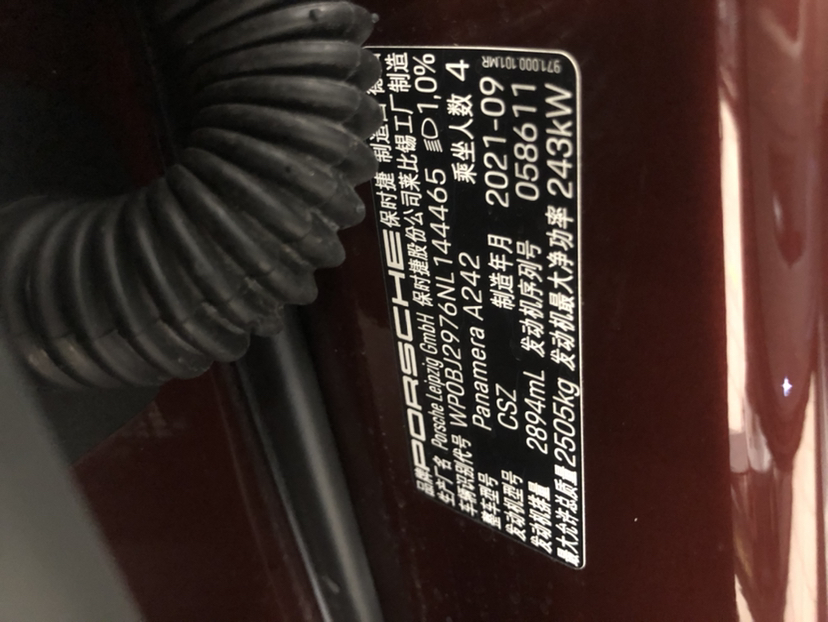 品牌 PORSCHE 保时捷 制造国 德国
生产厂名 Porsche Leipzig GmbH 保时捷股份公司莱比锡工厂制造
车辆识别代号 WP0BJ2976NL144465 1,0%
整车型号 Panamera A242 乘坐人数 4
发动机型号 CSZ 制造年月 2021-09
发动机排量 2894mL 发动机序列号 058611
最大允许总质量 2505kg 发动机最大净功率 243kW
971.000.101.MR